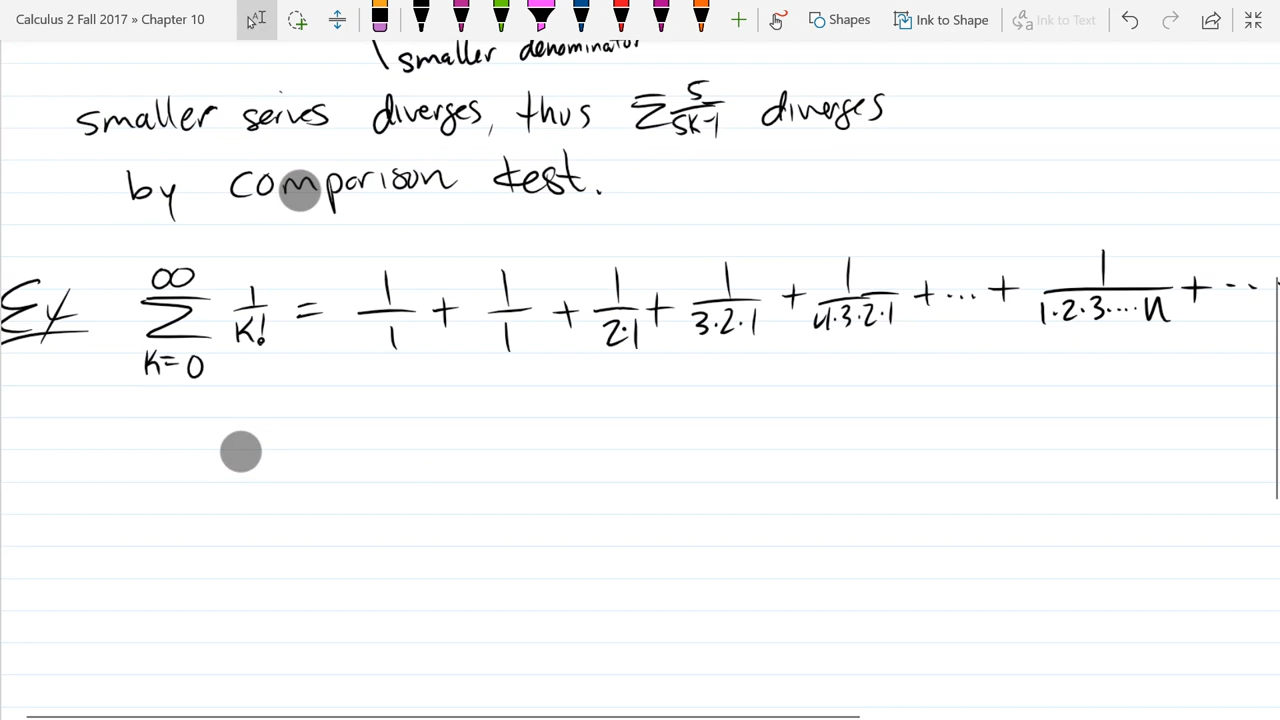 Calculus 2 Fall 2017 » Chapter 10
Shapes
Ink to Shape
Ink to Text
\ smaller denominator
smaller series diverges, thus Σ 5/(5K-1) diverges
by comparison test.
Ex ∞ Σ K=0 1/K! = 1/1 + 1/1 + 1/(2·1) + 1/(3·2·1) + 1/(4·3·2·1) + ... + 1/(1·2·3····n) + ··